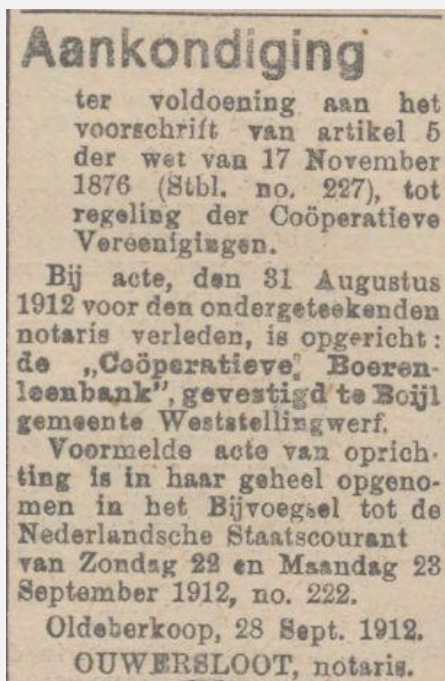 Aankondiging
ter voldoening aan het
voorschrift van artikel 5
der wet van 17 November
1876 (Stbl. no. 227), tot
regeling der Coöperatieve
Vereenigingen.
Bij acte, den 31 Augustus
1912 voor den ondergeteekenden
notaris verleden, is opgericht:
de „Coöperatieve, Boeren-
leenbank”, gevestigd te Boijl
gemeente Weststellingwerf.
Voormelde acte van oprich-
ting is in haar geheel opgeno-
men in het Bijvoegsel tot de
Nederlandsche Staatscourant
van Zondag 22 en Maandag 23
September 1912, no. 222.
Oldeberkoop, 28 Sept. 1912.
OUWERSLOOT, notaris.